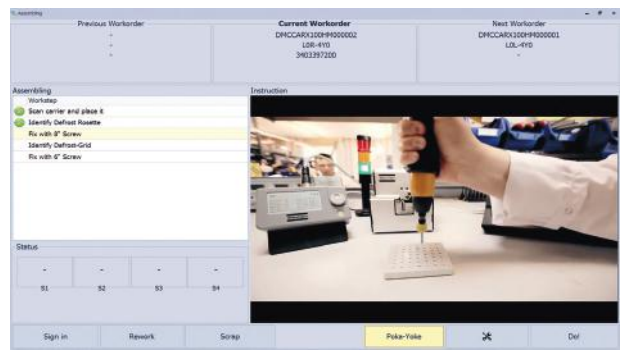 Assembling
Previous Workorder
-
-
-
Current Workorder
DMCCARX100HM000002
L0R-4Y0
3403397200
Next Workorder
DMCCARX100HM000001
L0L-4Y0
-
Assembling
Workstep
Scan carrier and place it
Identify Defrost Rosette
Fix with 8" Screw
Identify Defrost-Grid
Fix with 6" Screw
Instruction
Status
- - - -
S1 S2 S3 S4
Sign in Rework Scrap Poka-Yoke Do!